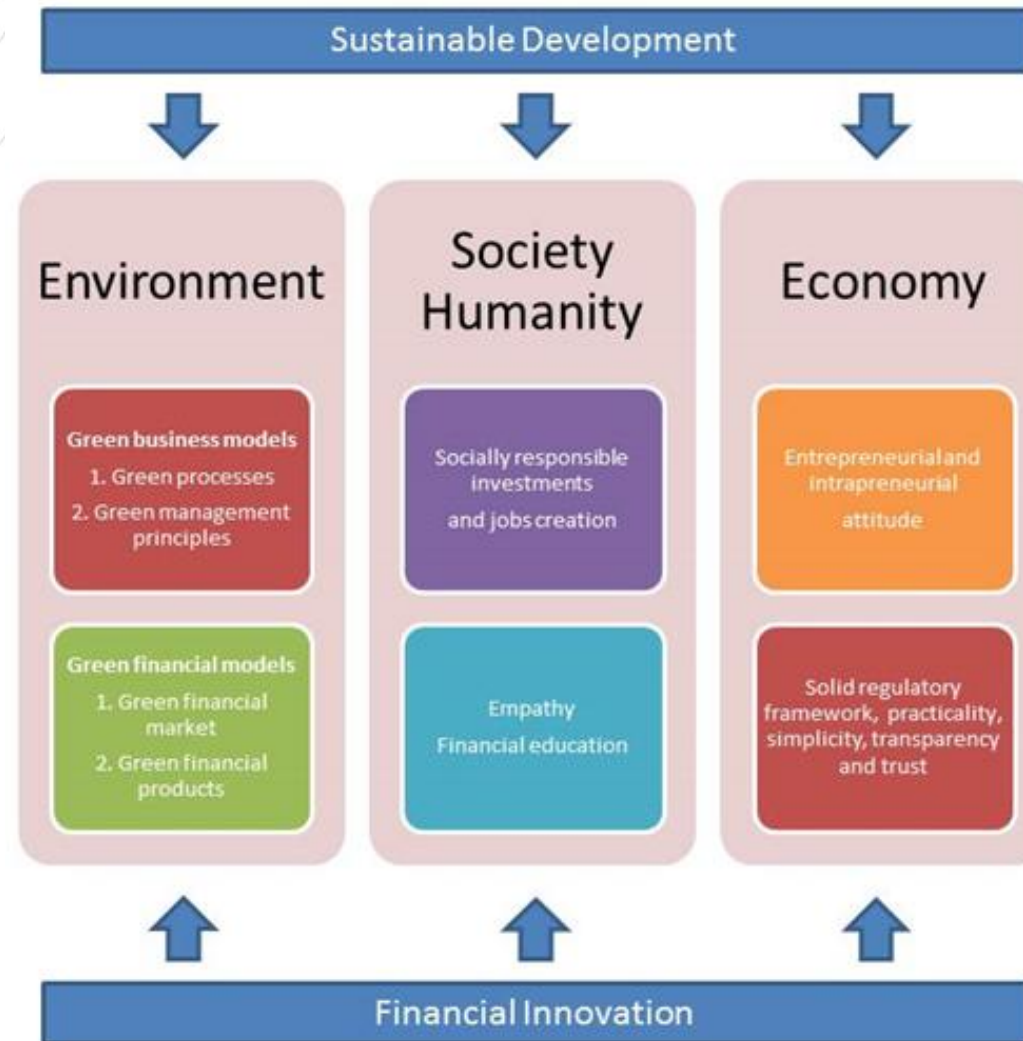 Sustainable Development
Environment
Green business models
1. Green processes
2. Green management
principles
Green financial models
1. Green financial
market
2. Green financial
products
Society
Humanity
Socially responsible
investments
and jobs creation
Empathy
Financial education
Economy
Entrepreneurial and
intrapreneurial
attitude
Solid regulatory
framework, practicality,
simplicity, transparency
and trust
Financial Innovation